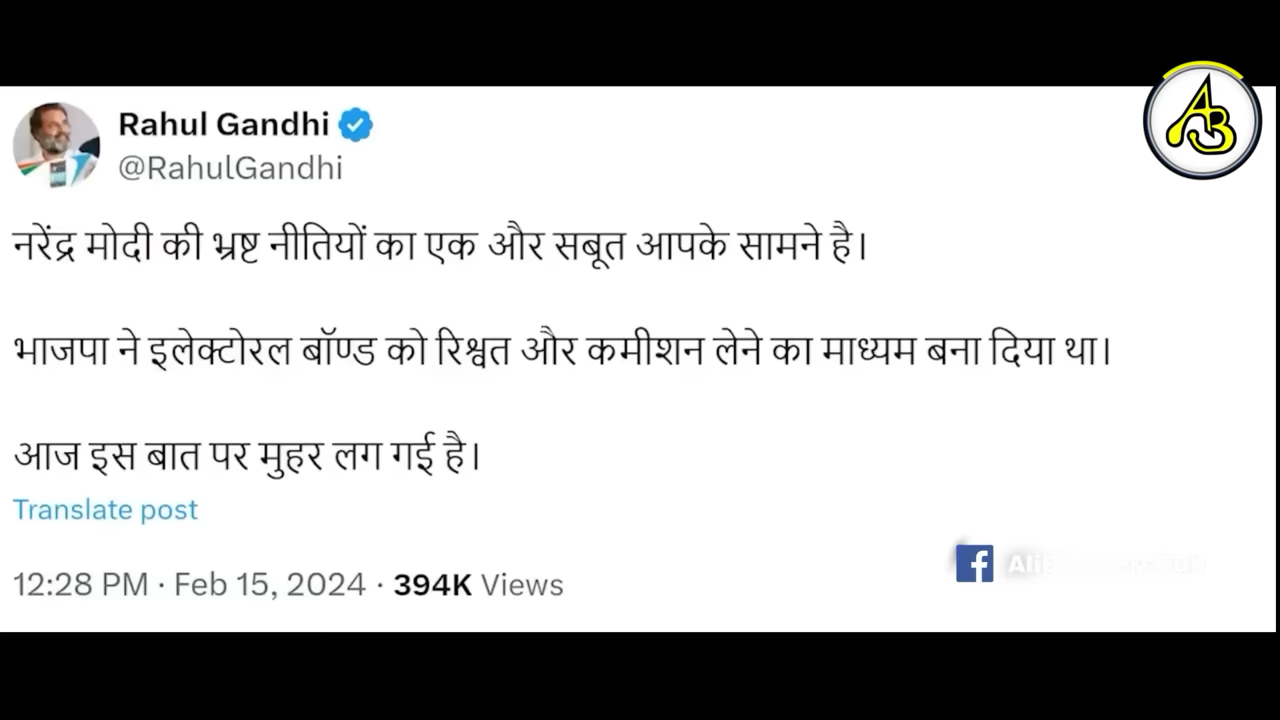 Rahul Gandhi
@RahulGandhi
नरेंद्र मोदी की भ्रष्ट नीतियों का एक और सबूत आपके सामने है।
भाजपा ने इलेक्टोरल बॉण्ड को रिश्वत और कमीशन लेने का माध्यम बना दिया था।
आज इस बात पर मुहर लग गई है।
Translate post
12:28 PM · Feb 15, 2024 · 394K Views